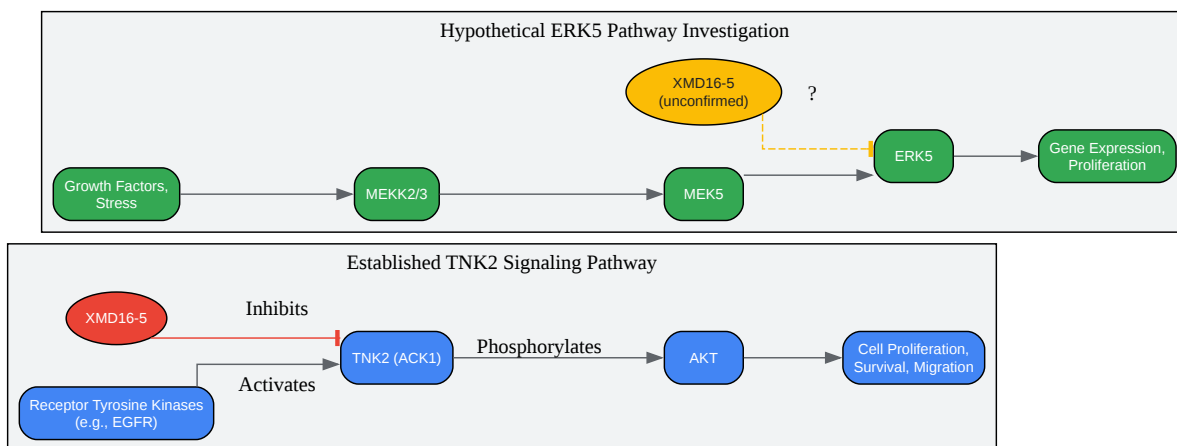 Hypothetical ERK5 Pathway Investigation
XMD16-5
(unconfirmed)
?
ERK5
Gene Expression,
Proliferation
Growth Factors,
Stress
MEKK2/3
MEK5
Established TNK2 Signaling Pathway
XMD16-5
Inhibits
TNK2 (ACK1)
Phosphorylates
AKT
Cell Proliferation,
Survival, Migration
Activates
Receptor Tyrosine Kinases
(e.g., EGFR)